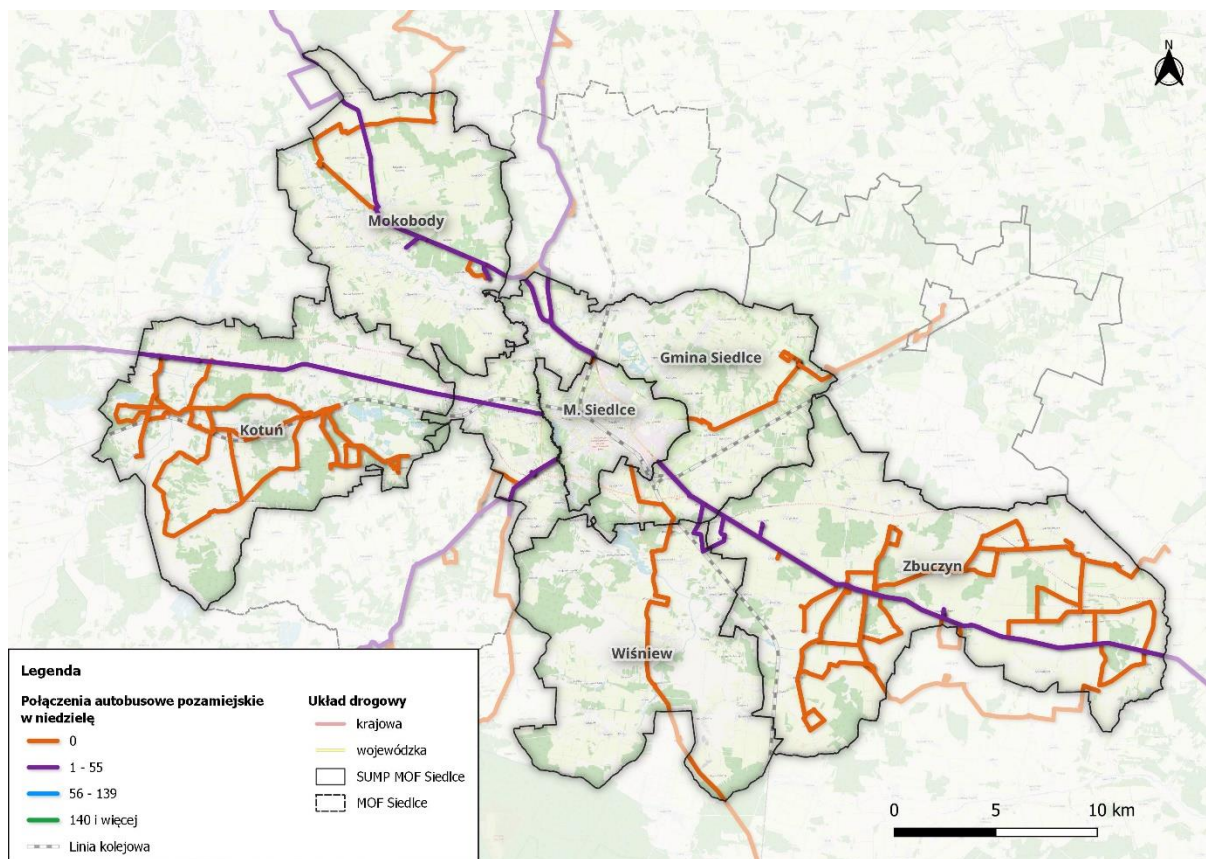 N
Mokobody
Gmina Siedlce
M. Siedlce
Kotuń
Zbuczyn
Wiśniew
Legenda
Połączenia autobusowe pozamiejskie
w niedzielę
0
1 - 55
56 - 139
140 i więcej
Linia kolejowa
Układ drogowy
krajowa
wojewódzka
SUMP MOF Siedlce
MOF Siedlce
0 5 10 km